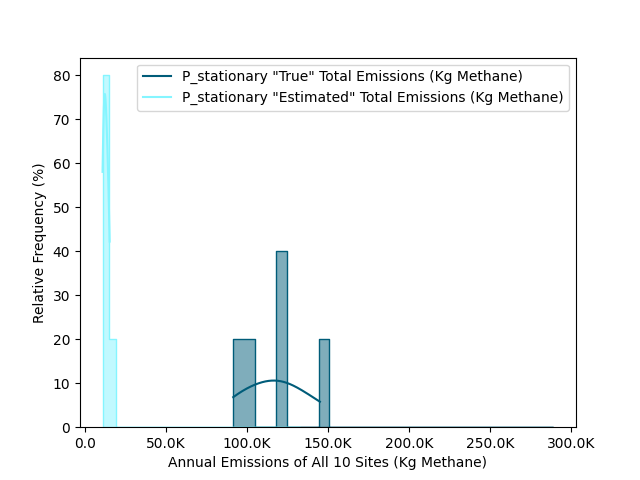 P_stationary "True" Total Emissions (Kg Methane)
P_stationary "Estimated" Total Emissions (Kg Methane)
80
70
60
50
40
30
20
10
0
Relative Frequency (%)
0.0 50.0K 100.0K 150.0K 200.0K 250.0K 300.0K
Annual Emissions of All 10 Sites (Kg Methane)